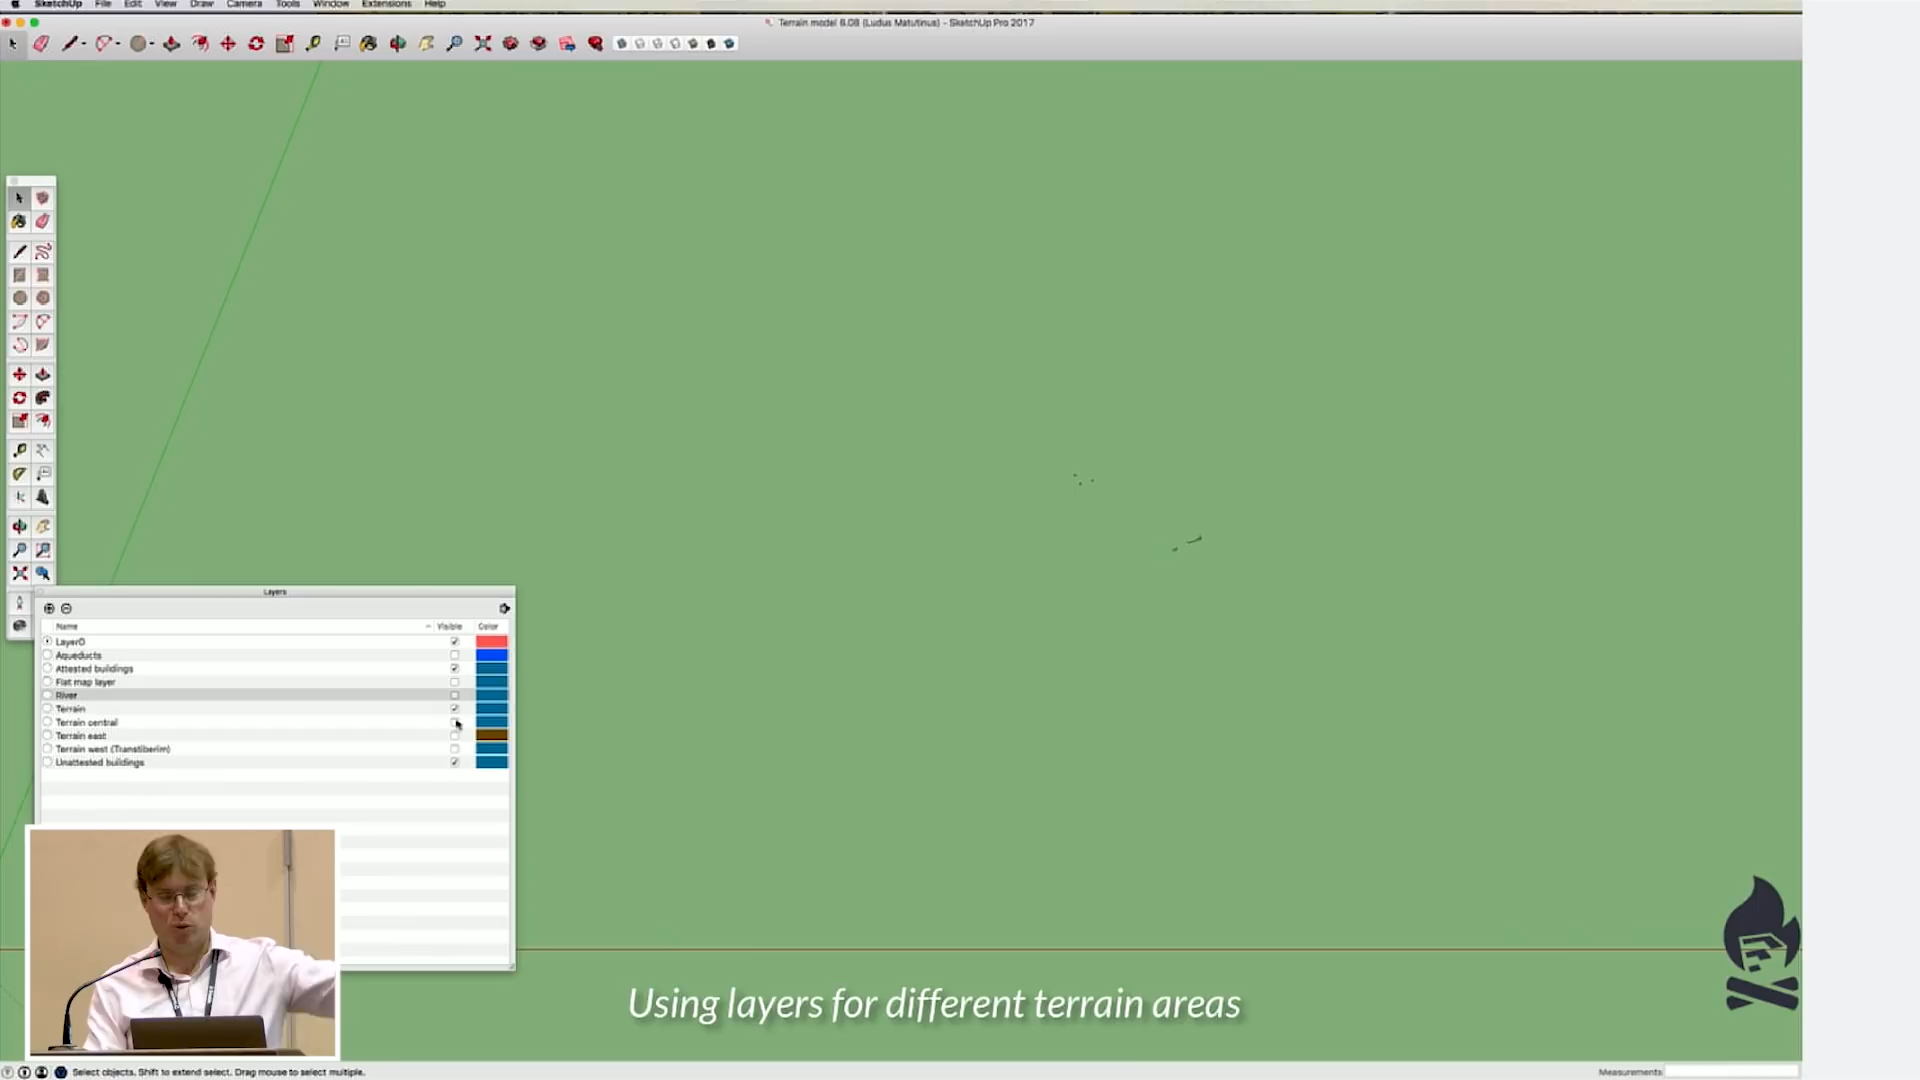 SketchUp File Edit View Draw Camera Tools Window Extensions Help
Terrain model 6.08 (Ludus Matutinus) - SketchUp Pro 2017
Layers
Name Visible Color
Layer0
Aqueducts
Attested buildings
Flat map layer
River
Terrain
Terrain central
Terrain east
Terrain west (Transtiberim)
Unattested buildings
Using layers for different terrain areas
Select objects. Shift to extend select. Drag mouse to select multiple.
Measurements